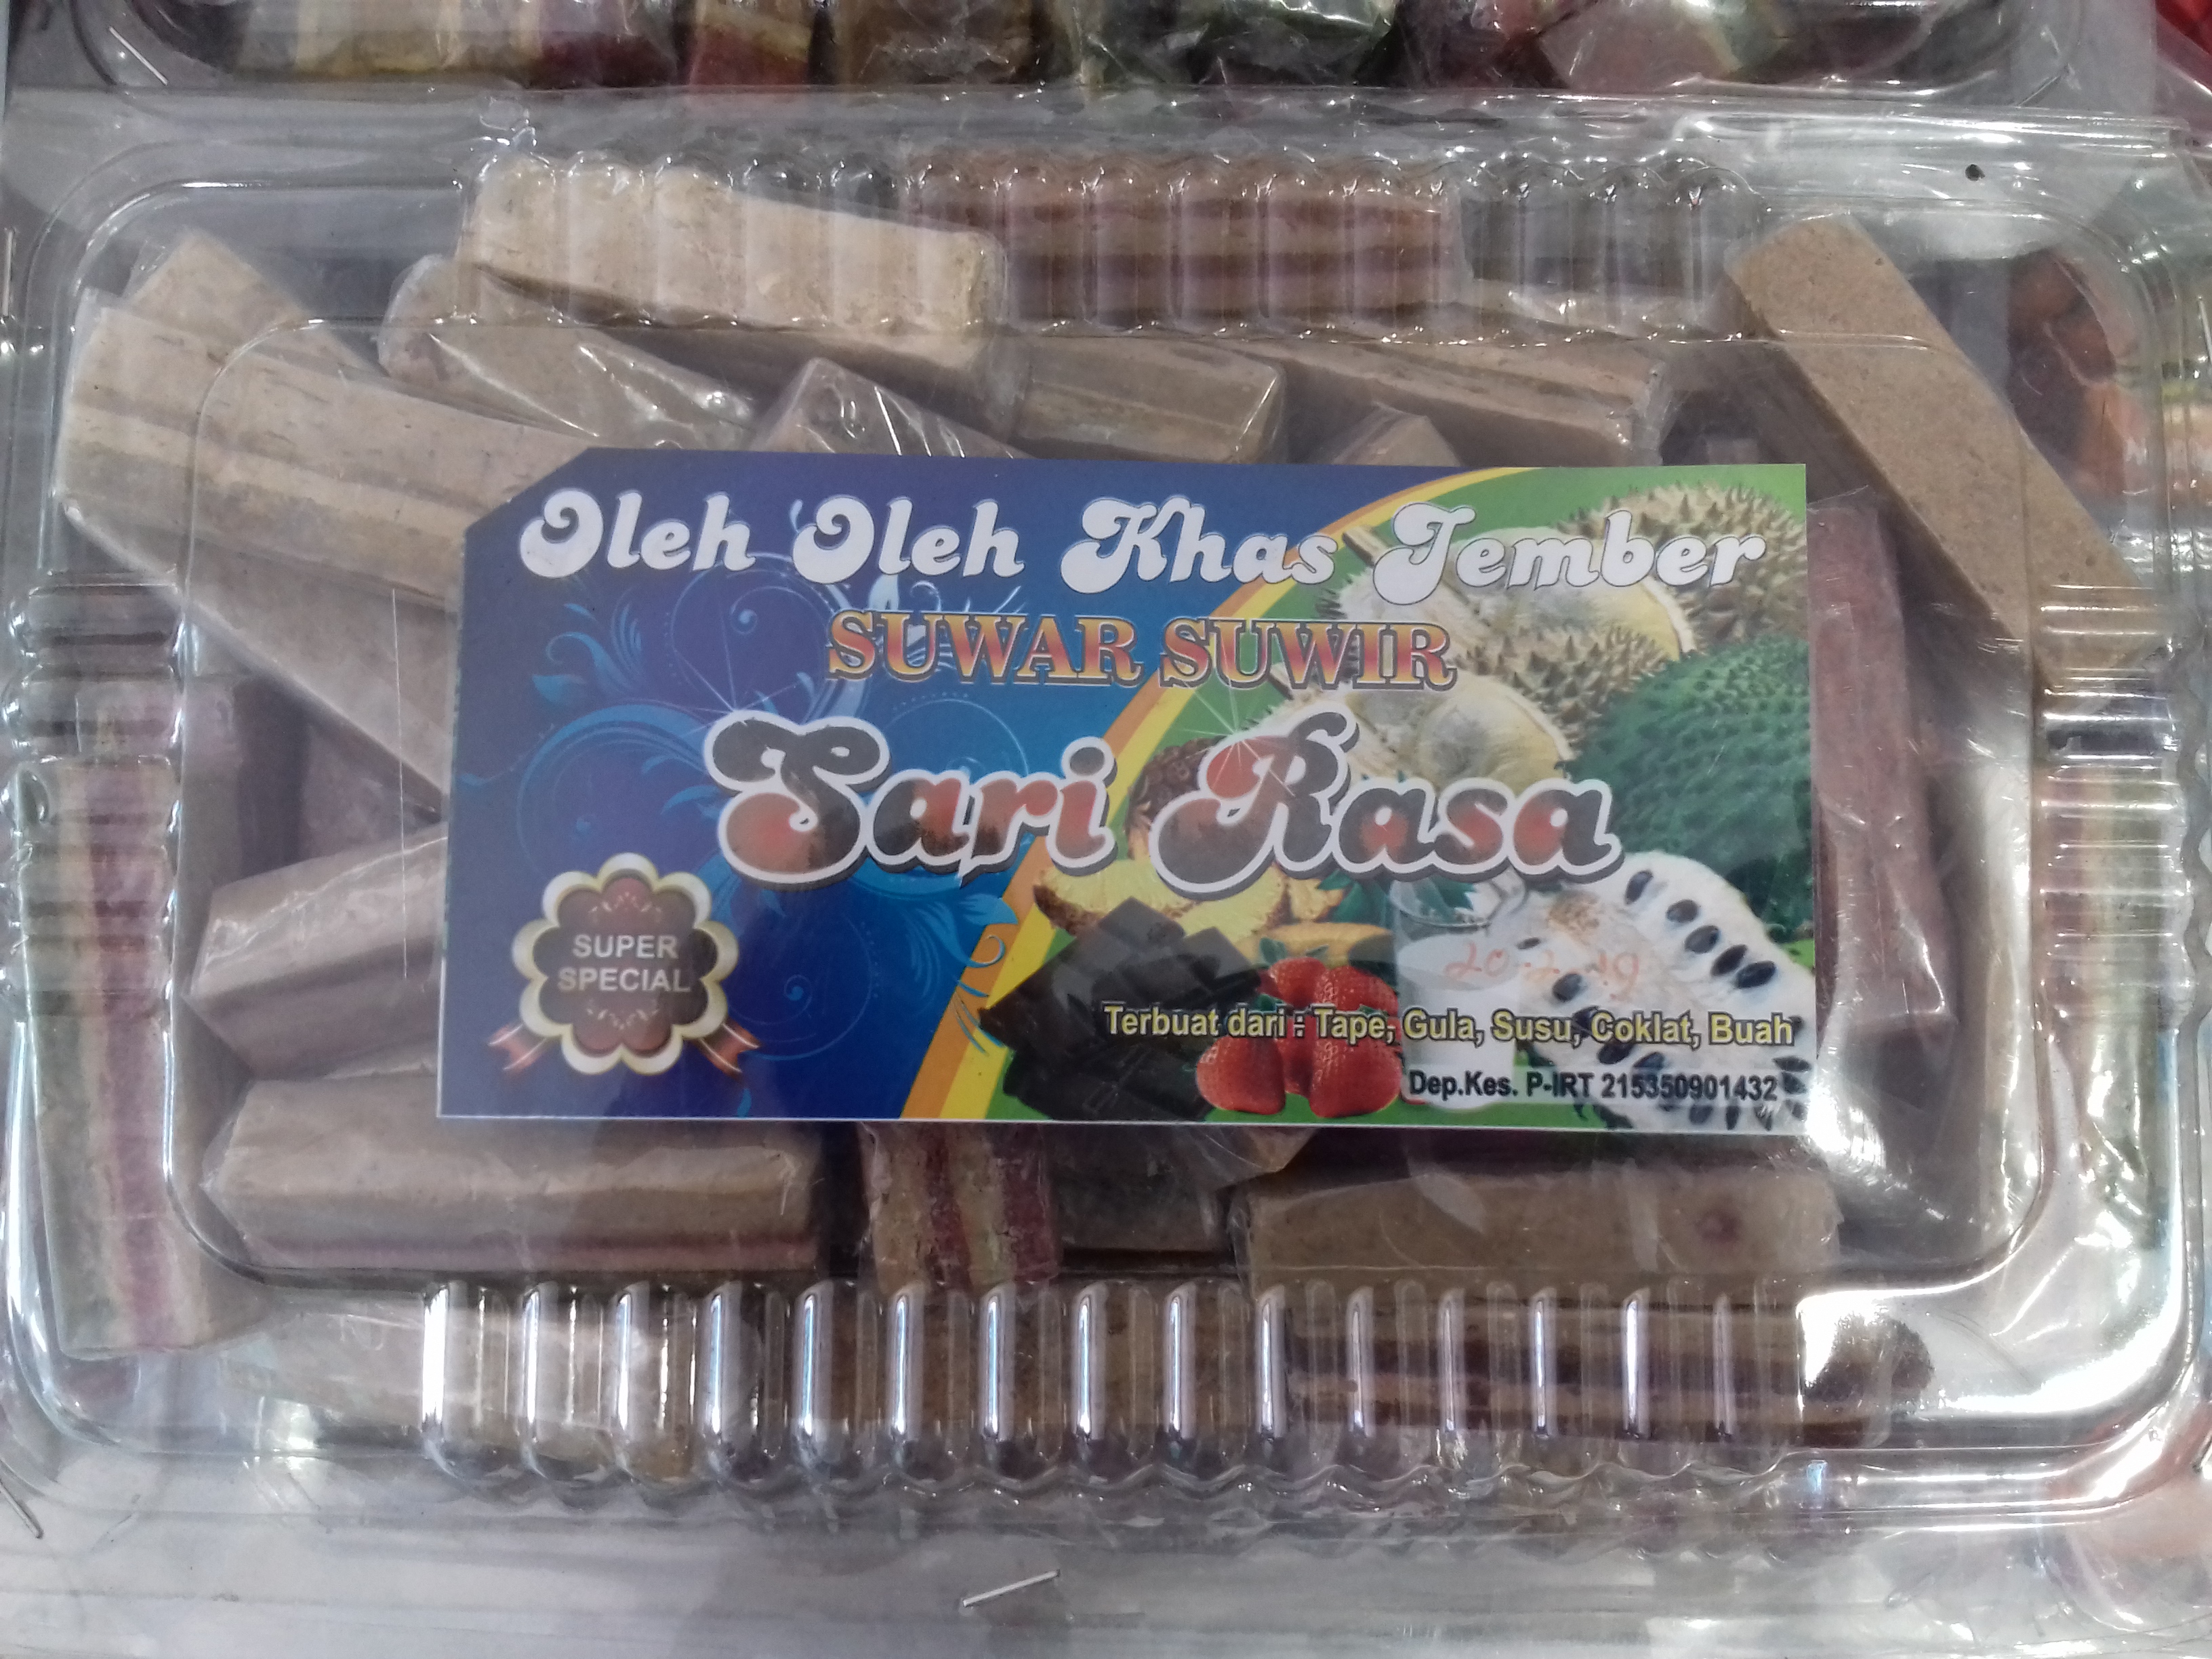 Oleh Oleh Khas Jember
SUWAR SUWIR
Sari Rasa
SUPER
SPECIAL
Terbuat dari : Tape, Gula, Susu, Coklat, Buah
Dep.Kes. P-IRT 215350901432